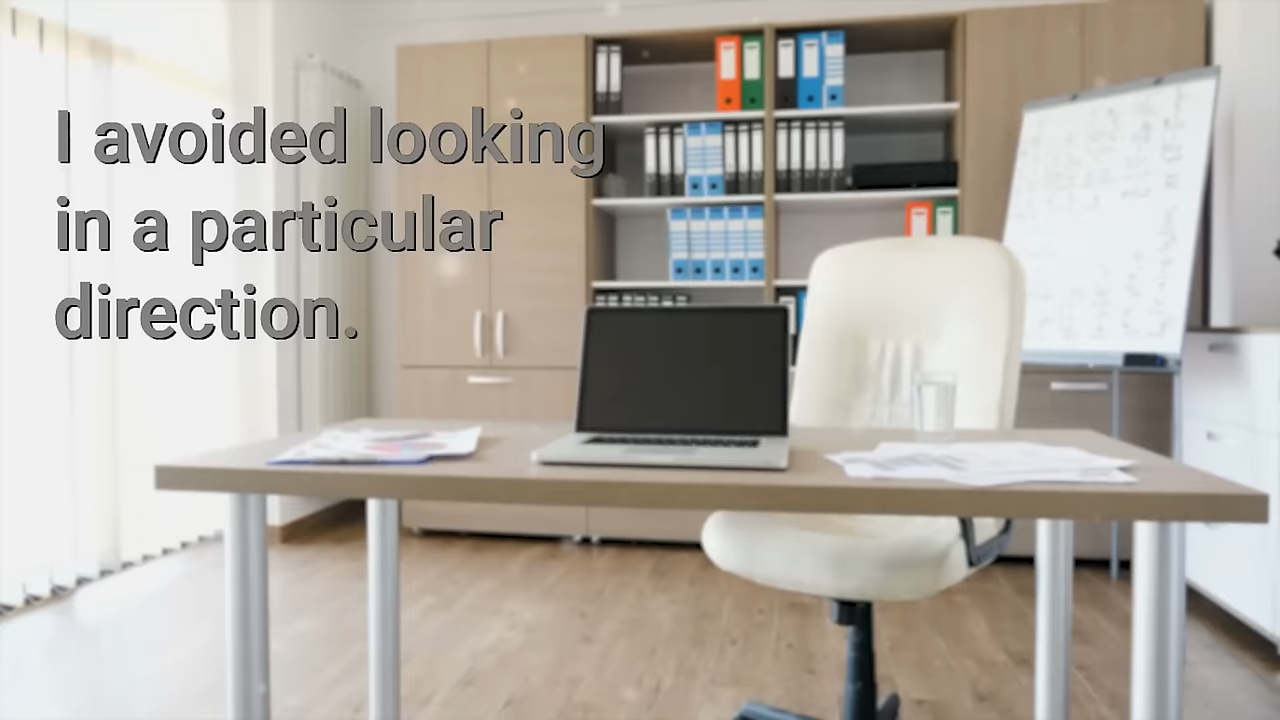 I avoided looking
in a particular
direction.